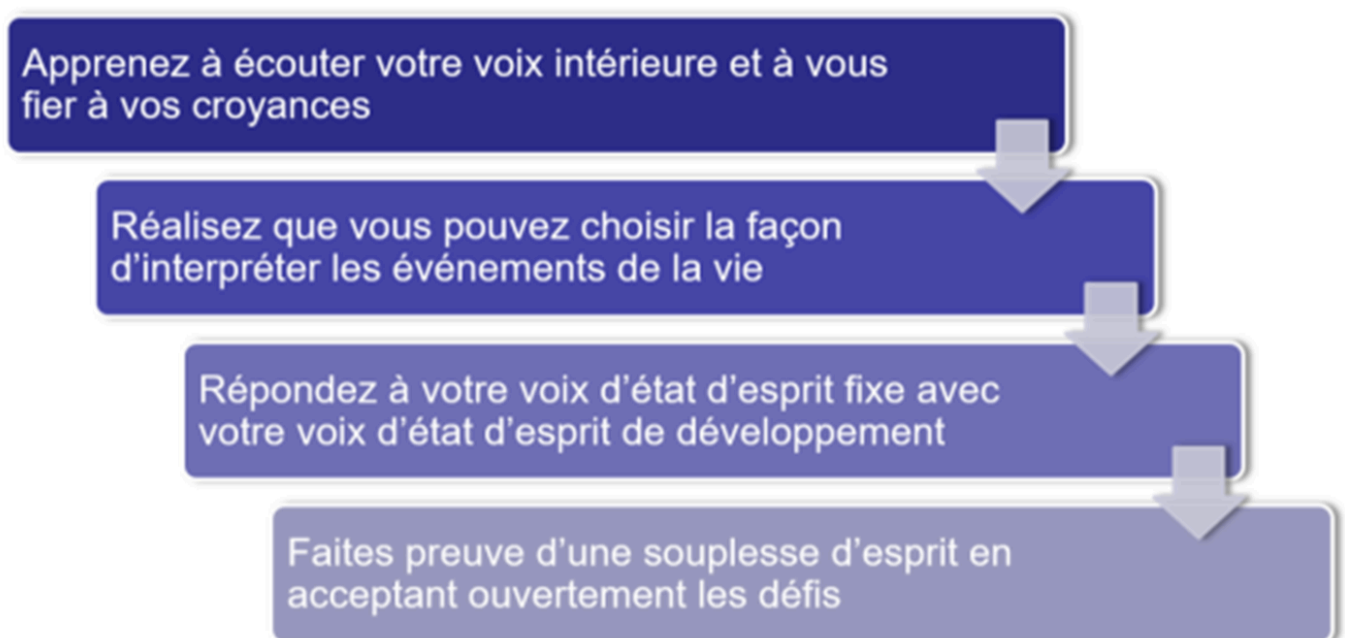 Apprenez à écouter votre voix intérieure et à vous
fier à vos croyances
Réalisez que vous pouvez choisir la façon
d’interpréter les événements de la vie
Répondez à votre voix d’état d’esprit fixe avec
votre voix d’état d’esprit de développement
Faites preuve d’une souplesse d’esprit en
acceptant ouvertement les défis